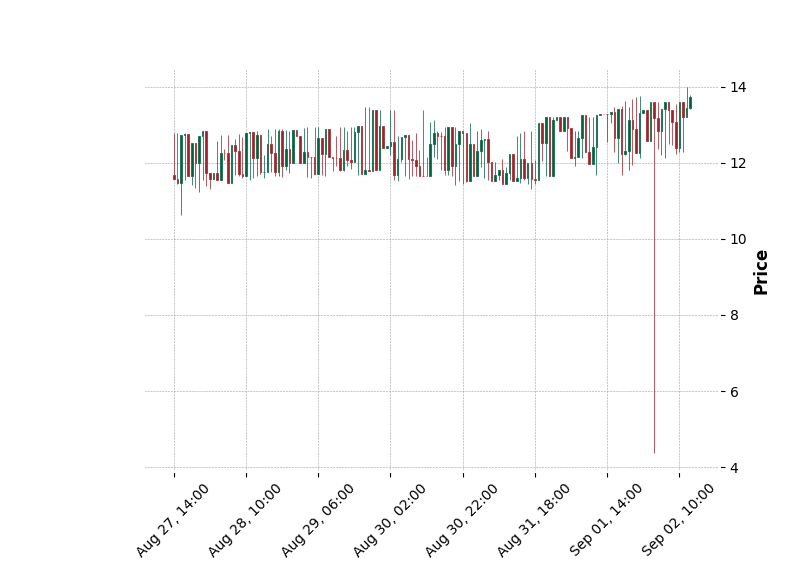 14
12
10
8
6
4
Price
Aug 27, 14:00
Aug 28, 10:00
Aug 29, 06:00
Aug 30, 02:00
Aug 30, 22:00
Aug 31, 18:00
Sep 01, 14:00
Sep 02, 10:00